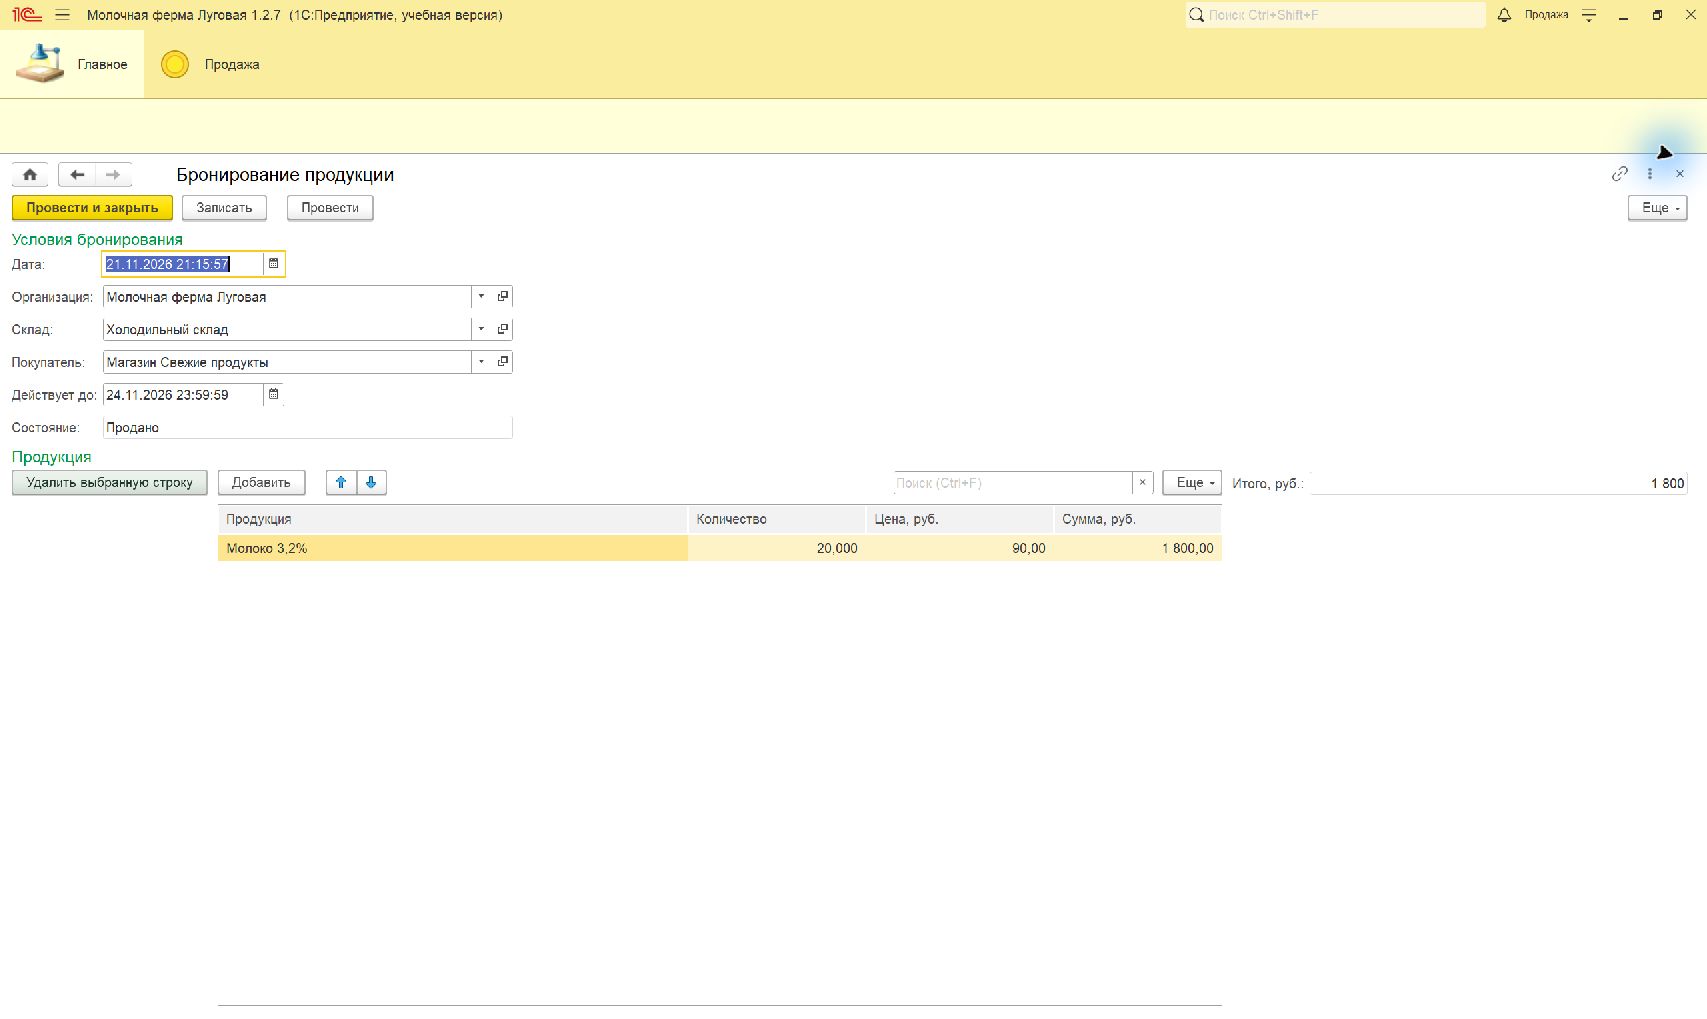 1С Молочная ферма Луговая 1.2.7 (1С:Предприятие, учебная версия) Поиск Ctrl+Shift+F Продажа
Главное Продажа
Бронирование продукции
Провести и закрыть Записать Провести Еще
Условия бронирования
Дата: 21.11.2026 21:15:57
Организация: Молочная ферма Луговая
Склад: Холодильный склад
Покупатель: Магазин Свежие продукты
Действует до: 24.11.2026 23:59:59
Состояние: Продано
Продукция
Удалить выбранную строку Добавить Поиск (Ctrl+F) × Еще Итого, руб.: 1 800
Продукция Количество Цена, руб. Сумма, руб.
Молоко 3,2% 20,000 90,00 1 800,00